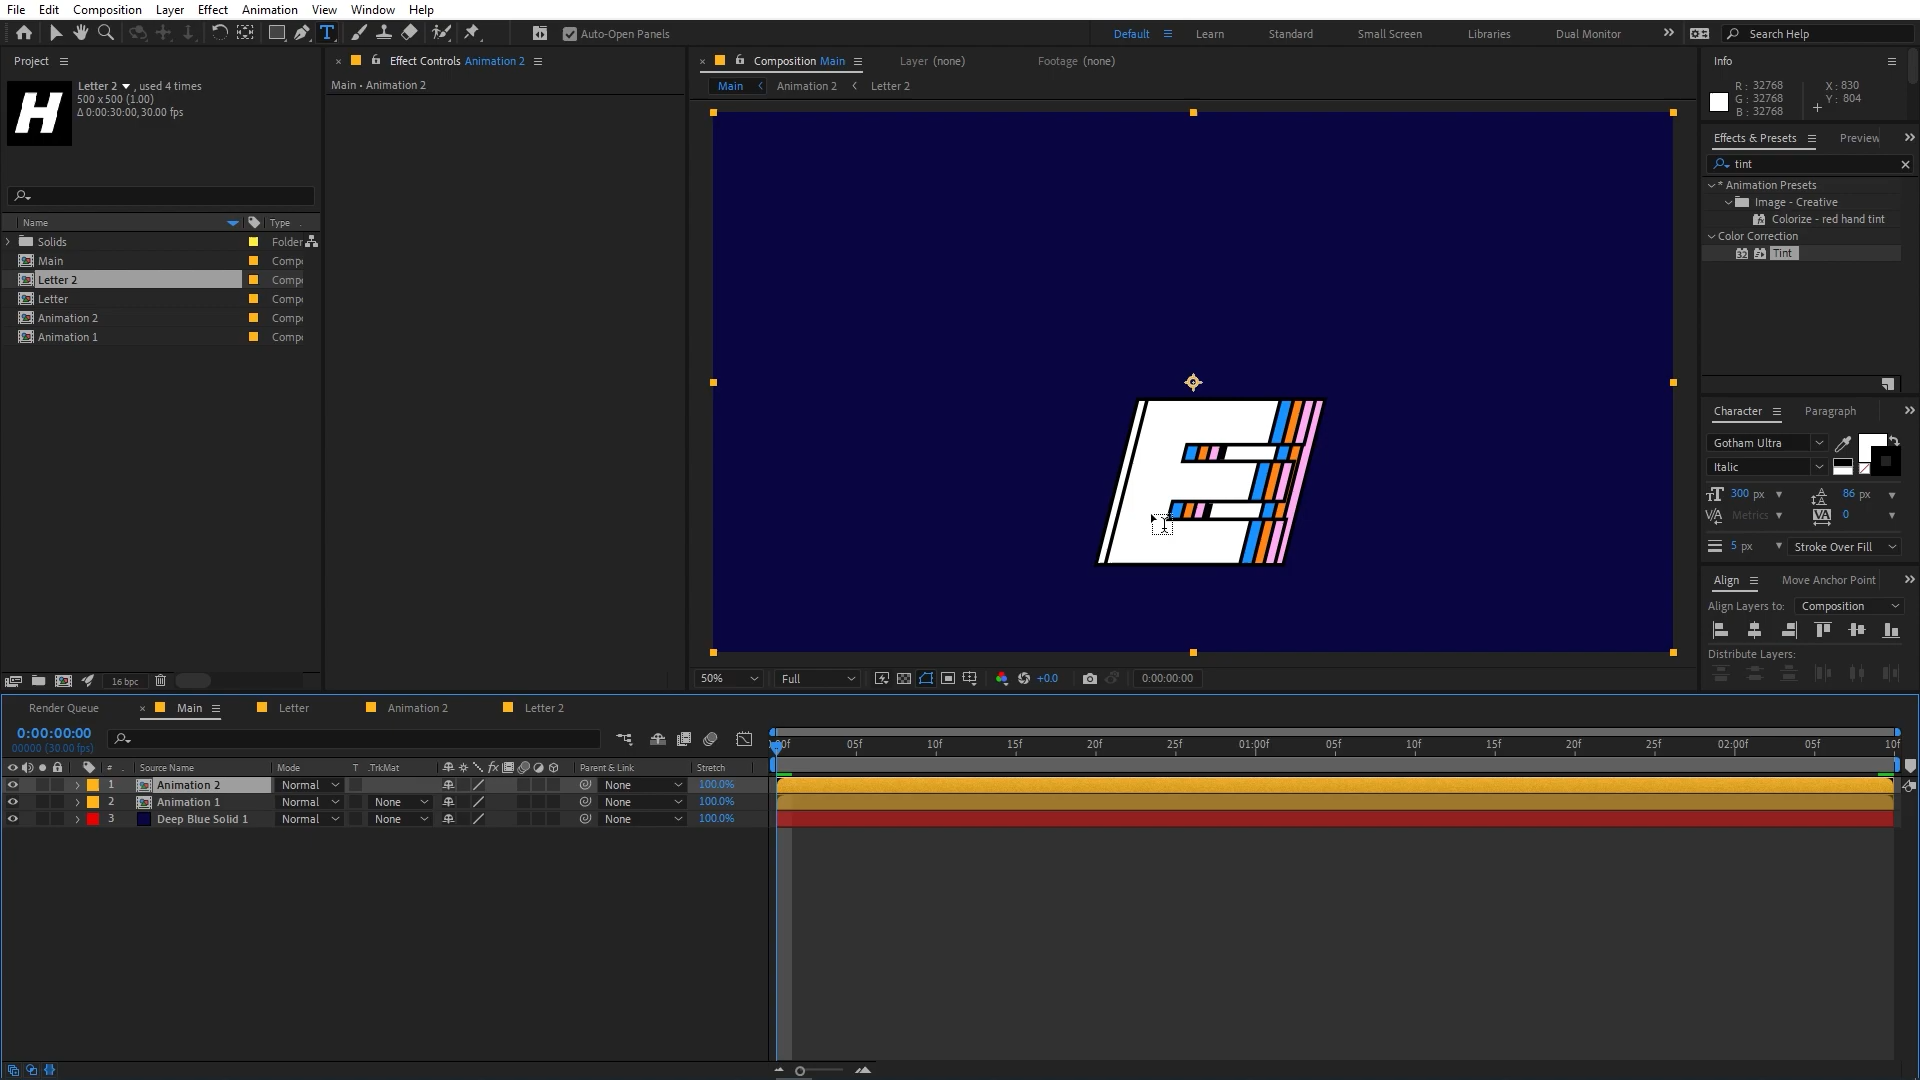 File Edit Composition Layer Effect Animation View Window Help
Auto-Open Panels
Default
Learn
Standard
Small Screen
Libraries
Dual Monitor
Search Help
Project
Effect Controls Animation 2
Composition Main
Layer (none)
Footage (none)
Info
Letter 2 , used 4 times
500 x 500 (1.00)
Δ 0:00:30:00, 30.00 fps
H
Main • Animation 2
Main
Animation 2
Letter 2
R : 32768
G : 32768
B : 32768
X : 830
Y : 804
Effects & Presets
Preview
tint
* Animation Presets
Image - Creative
Colorize - red hand tint
Color Correction
Tint
Name
Type
Solids
Folder
Main
Comp
Letter 2
Comp
Letter
Comp
Animation 2
Comp
Animation 1
Comp
E
Character
Paragraph
Gotham Ultra
Italic
300 px
86 px
Metrics
0
5 px
Stroke Over Fill
Align
Move Anchor Point
Align Layers to:
Composition
Distribute Layers:
16 bpc
50%
Full
+0.0
0:00:00:00
Render Queue
Main
Letter
Animation 2
Letter 2
0:00:00:00
00000 (30.00 fps)
:00f 05f 10f 15f 20f 25f 01:00f 05f 10f 15f 20f 25f 02:00f 05f 10f
# Source Name Mode T .TrkMat Parent & Link Stretch
1 Animation 2 Normal None 100.0%
2 Animation 1 Normal None None 100.0%
3 Deep Blue Solid 1 Normal None None 100.0%